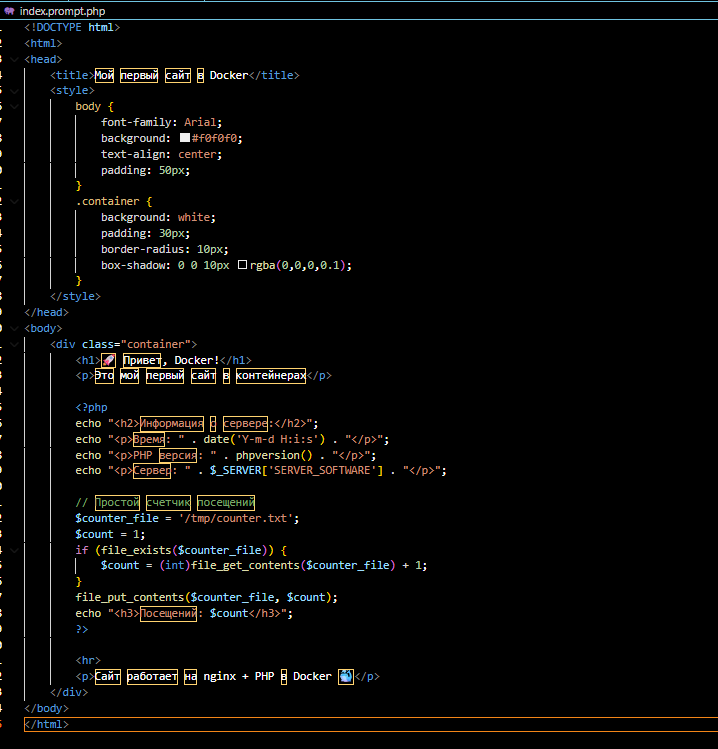 index.prompt.php
<!DOCTYPE html>
<html>
<head>
    <title>Мой первый сайт в Docker</title>
    <style>
        body {
            font-family: Arial;
            background: #f0f0f0;
            text-align: center;
            padding: 50px;
        }
        .container {
            background: white;
            padding: 30px;
            border-radius: 10px;
            box-shadow: 0 0 10px rgba(0,0,0,0.1);
        }
    </style>
</head>
<body>
    <div class="container">
        <h1>🚀 Привет, Docker!</h1>
        <p>Это мой первый сайт в контейнерах</p>

        <?php
        echo "<h2>Информация о сервере:</h2>";
        echo "<p>Время: " . date('Y-m-d H:i:s') . "</p>";
        echo "<p>PHP версия: " . phpversion() . "</p>";
        echo "<p>Сервер: " . $_SERVER['SERVER_SOFTWARE'] . "</p>";

        // Простой счетчик посещений
        $counter_file = '/tmp/counter.txt';
        $count = 1;
        if (file_exists($counter_file)) {
            $count = (int)file_get_contents($counter_file) + 1;
        }
        file_put_contents($counter_file, $count);
        echo "<h3>Посещений: $count</h3>";
        ?>

        <hr>
        <p>Сайт работает на nginx + PHP в Docker 🐳</p>
    </div>
</body>
</html>